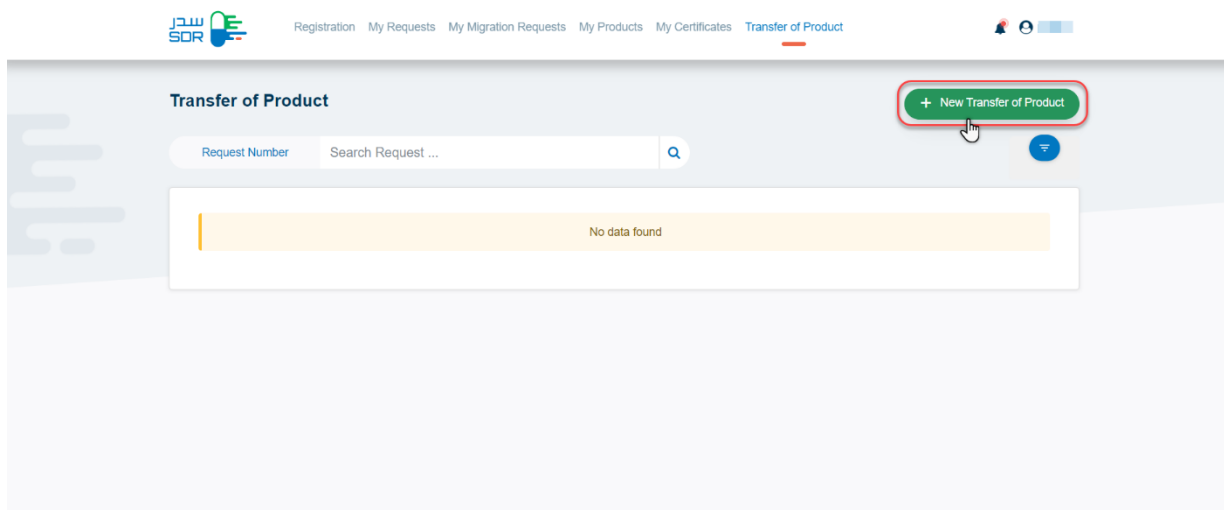 سدر
SDR
Registration My Requests My Migration Requests My Products My Certificates Transfer of Product
Transfer of Product
+ New Transfer of Product
Request Number Search Request ...
No data found